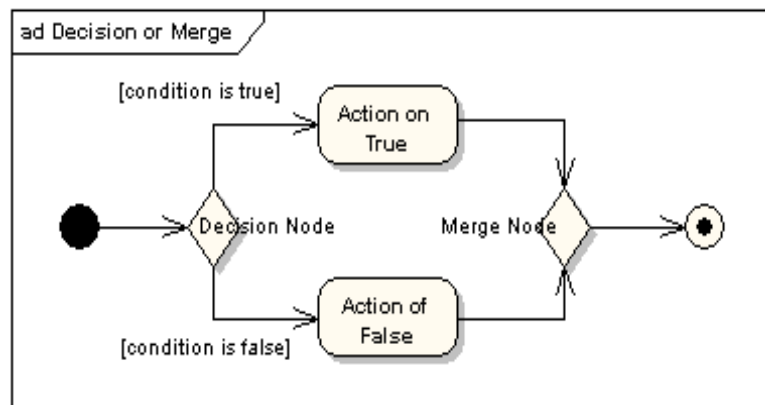 ad Decision or Merge
[condition is true]
Action on
True
Decision Node
Merge Node
Action of
False
[condition is false]